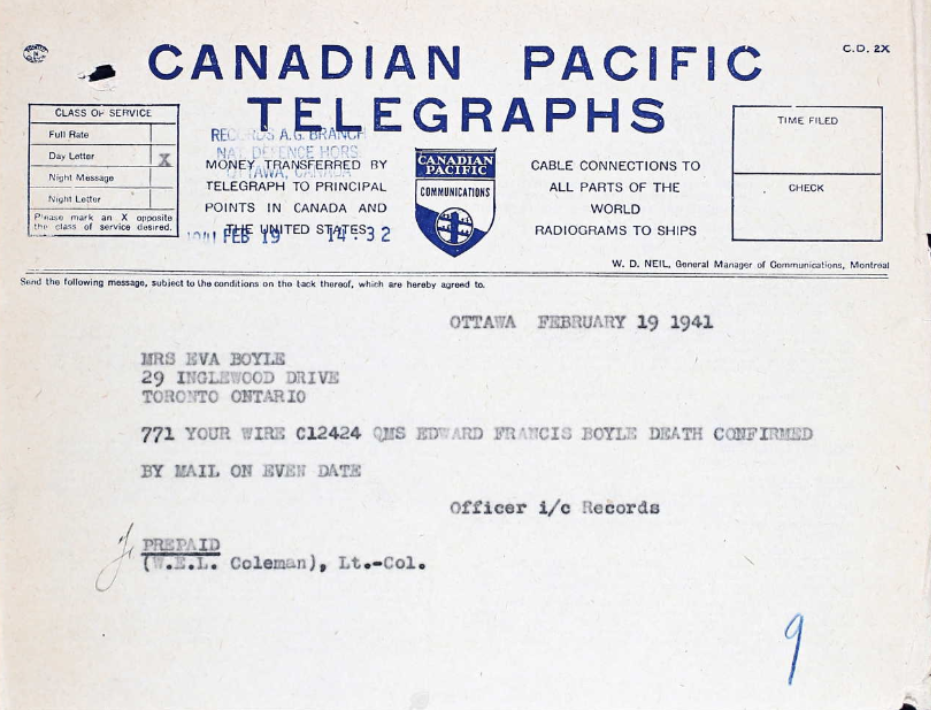 CANADIAN PACIFIC
TELEGRAPHS
C.D. 2X
CLASS OF SERVICE
Full Rate
Day Letter X
Night Message
Night Letter
Please mark an X opposite
the class of service desired.
RECORDS A.G. BRANCH
NAT DEFENCE HQRS
OTTAWA, CANADA
1941 FEB 19 14:32
MONEY TRANSFERRED BY
TELEGRAPH TO PRINCIPAL
POINTS IN CANADA AND
THE UNITED STATES
CANADIAN
PACIFIC
COMMUNICATIONS
CABLE CONNECTIONS TO
ALL PARTS OF THE
WORLD
RADIOGRAMS TO SHIPS
TIME FILED
CHECK
W. D. NEIL, General Manager of Communications, Montreal
Send the following message, subject to the conditions on the back thereof, which are hereby agreed to.
OTTAWA FEBRUARY 19 1941
MRS EVA BOYLE
29 INGLEWOOD DRIVE
TORONTO ONTARIO
771 YOUR WIRE C12424 QMS EDWARD FRANCIS BOYLE DEATH CONFIRMED
BY MAIL ON EVEN DATE
Officer i/c Records
PREPAID
(W.E.L. Coleman), Lt.-Col.
9